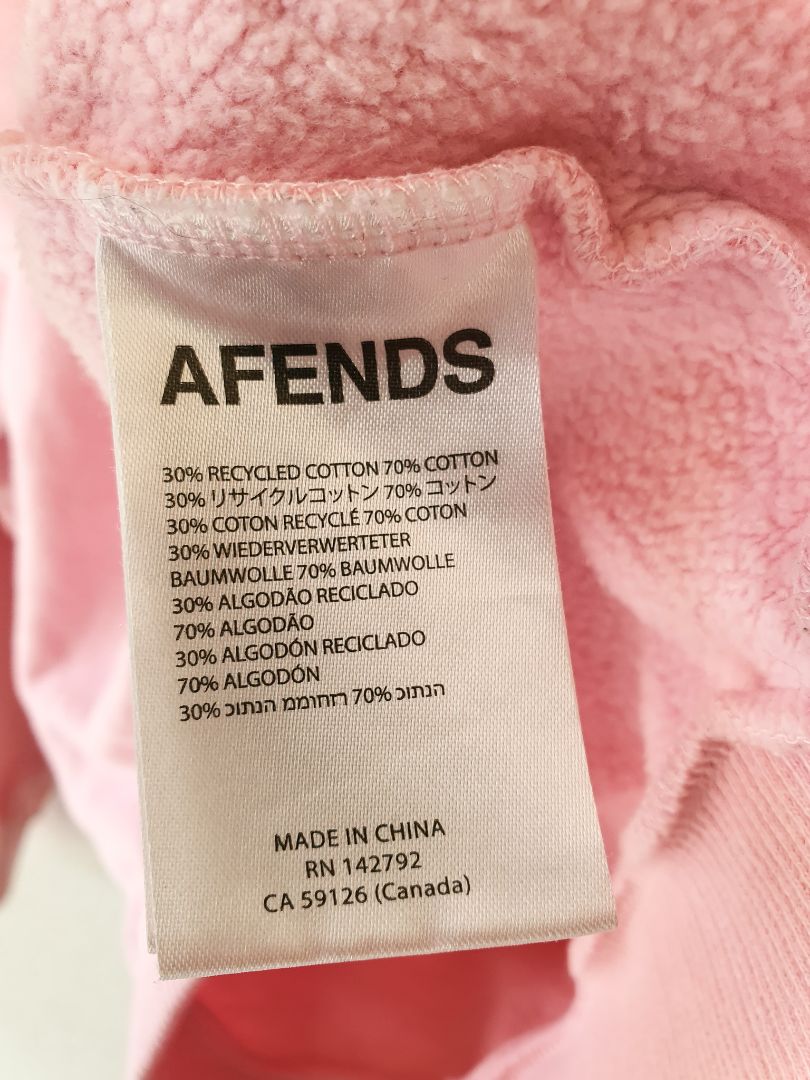 AFENDS
30% RECYCLED COTTON 70% COTTON
30% リサイクルコットン 70% コットン
30% COTON RECYCLÉ 70% COTON
30% WIEDERVERWERTETER
BAUMWOLLE 70% BAUMWOLLE
30% ALGODÃO RECICLADO
70% ALGODÃO
30% ALGODÓN RECICLADO
70% ALGODÓN
30% כותנה ממוחזר 70% כותנה
MADE IN CHINA
RN 142792
CA 59126 (Canada)